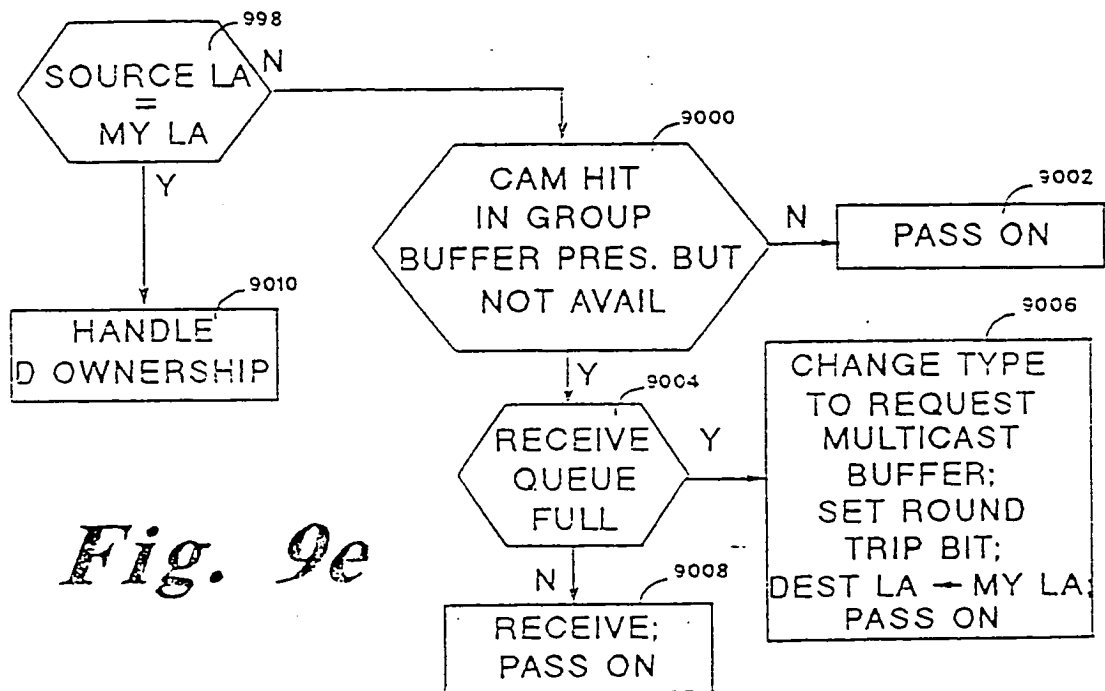 998
SOURCE LA
=
MY LA
N
Y
9010
HANDLE
D OWNERSHIP
9000
CAM HIT
IN GROUP
BUFFER PRES. BUT
NOT AVAIL
N
9002
PASS ON
Y
9004
RECEIVE
QUEUE
FULL
Y
9006
CHANGE TYPE
TO REQUEST
MULTICAST
BUFFER;
SET ROUND
TRIP BIT;
DEST LA ← MY LA;
PASS ON
N
9008
RECEIVE;
PASS ON
Fig. 9e